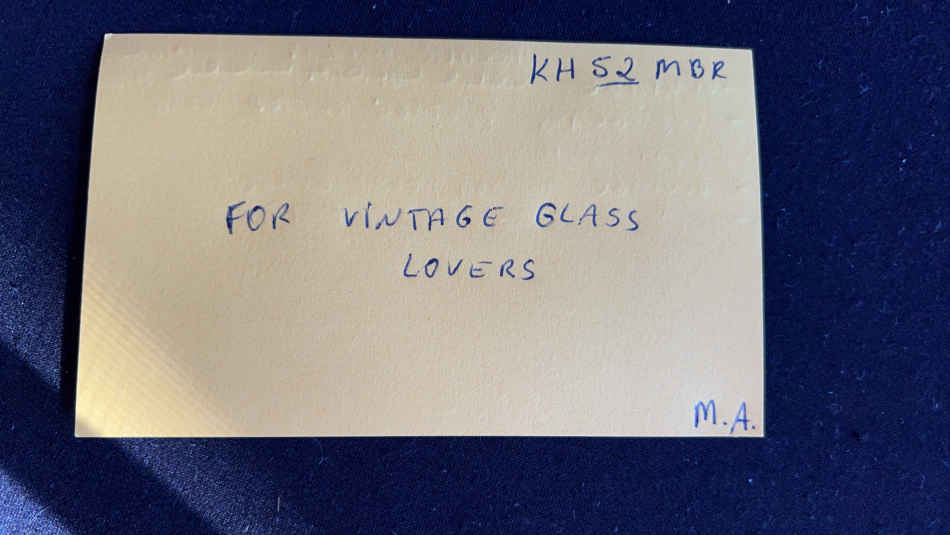 KH 52 MBR
FOR VINTAGE GLASS
LOVERS
M.A.